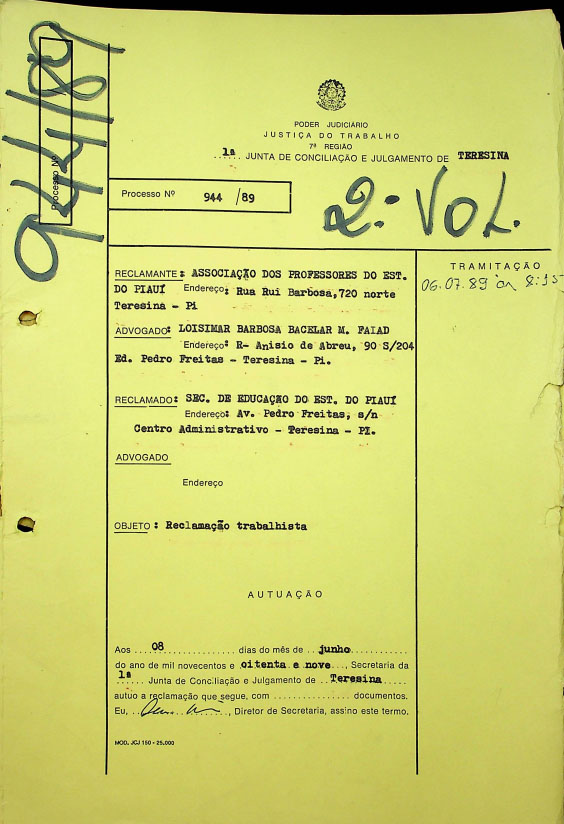 944/89
Processo Nº
PODER JUDICIÁRIO
JUSTIÇA DO TRABALHO
7ª REGIÃO
1ª JUNTA DE CONCILIAÇÃO E JULGAMENTO DE TERESINA
Processo Nº 944 /89
2º VOL.
TRAMITAÇÃO
06.07.89 às 8:15
RECLAMANTE: ASSOCIAÇÃO DOS PROFESSORES DO EST.
DO PIAUÍ Endereço: Rua Rui Barbosa,720 norte
Teresina - Pi
ADVOGADO: LOISIMAR BARBOSA BACELAR M. FAIAD
Endereço: R- Anisio de Abreu, 90 S/204
Ed. Pedro Freitas - Teresina - Pi.
RECLAMADO: SEC. DE EDUCAÇÃO DO EST. DO PIAUÍ
Endereço: Av. Pedro Freitas, s/n
Centro Administrativo - Teresina - PI.
ADVOGADO
Endereço
OBJETO: Reclamação trabalhista
AUTUAÇÃO
Aos 08 dias do mês de junho
do ano de mil novecentos e oitenta e nove, Secretaria da
1ª Junta de Conciliação e Julgamento de Teresina
autuo a reclamação que segue, com documentos.
Eu, , Diretor de Secretaria, assino este termo.
MOD. JCJ 150 - 25.000